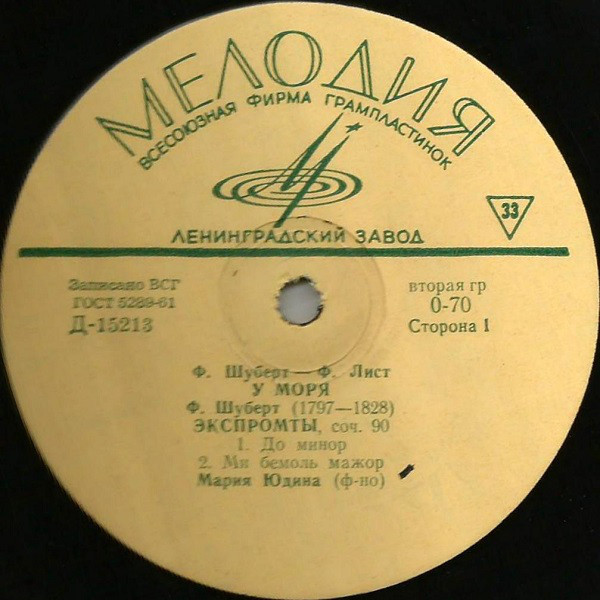 МЕЛОДИЯ
ВСЕСОЮЗНАЯ ФИРМА ГРАМПЛАСТИНОК
33
ЛЕНИНГРАДСКИЙ ЗАВОД
Записано ВСГ
ГОСТ 5289-61
Д-15213
вторая гр
0-70
Сторона 1
Ф. Шуберт — Ф. Лист
У МОРЯ
Ф. Шуберт (1797—1828)
ЭКСПРОМТЫ, соч. 90
1. До минор
2. Ми бемоль мажор
Мария Юдина (ф-но)